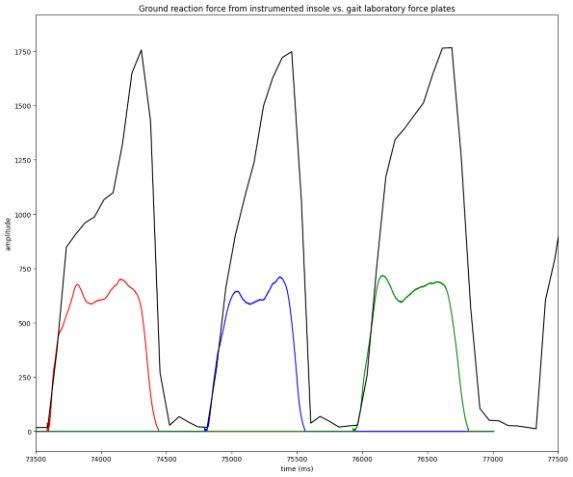 Ground reaction force from instrumented insole vs. gait laboratory force plates
1750
1500
1250
1000
750
500
250
0
amplitude
73500 74000 74500 75000 75500 76000 76500 77000 77500
time (ms)